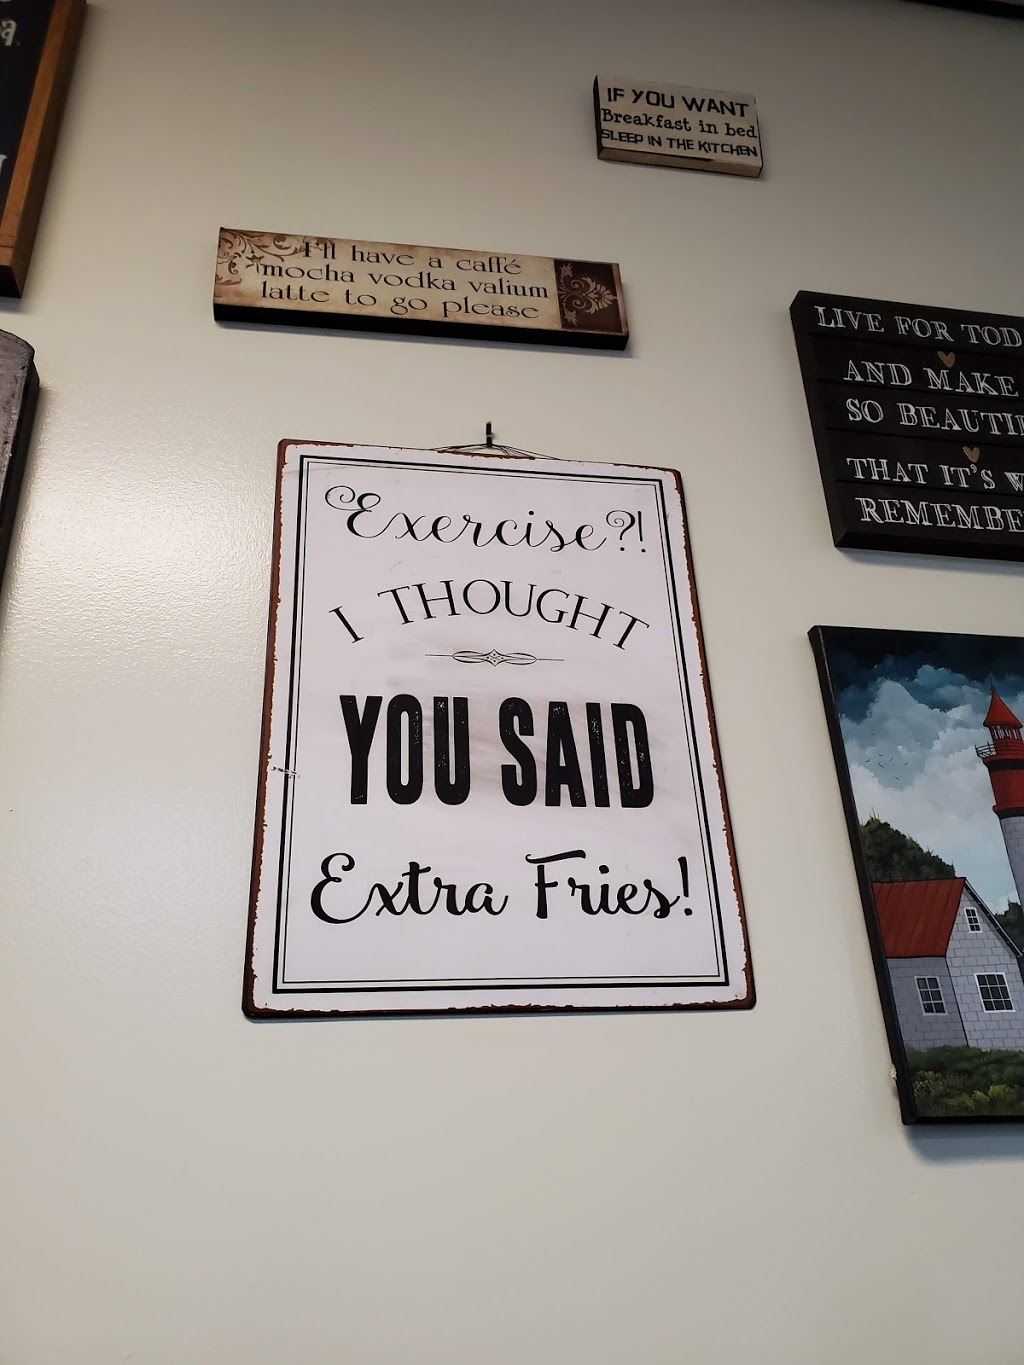 IF YOU WANT
Breakfast in bed
SLEEP IN THE KITCHEN
I'll have a caffé
mocha vodka valium
latte to go please
LIVE FOR TOD
AND MAKE
SO BEAUTI
THAT IT'S W
REMEMBE
Exercise?!
I THOUGHT
YOU SAID
Extra Fries!